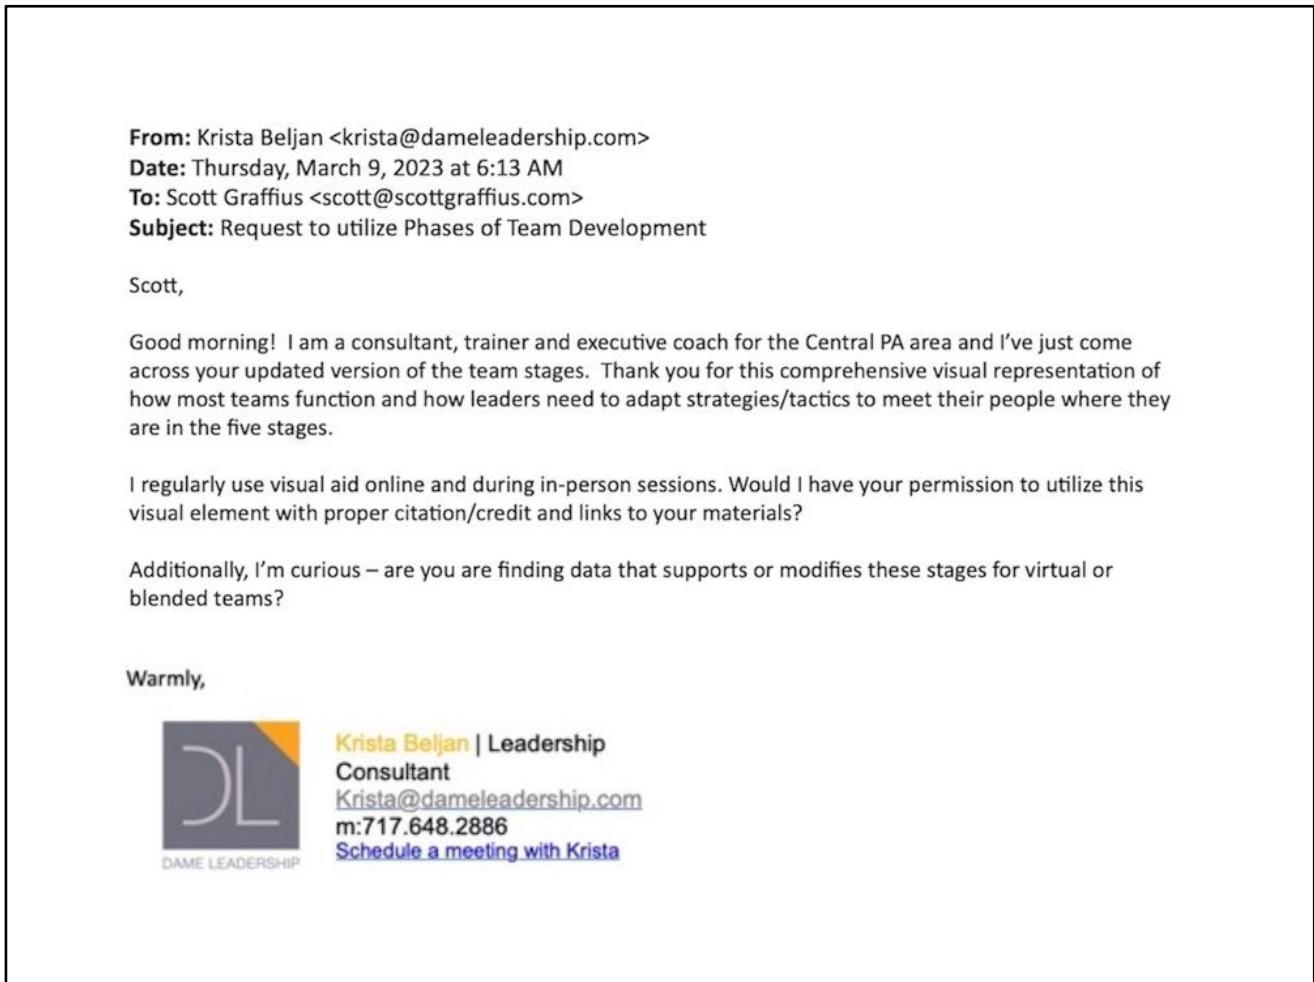 From: Krista Beljan <krista@dameleadership.com>
Date: Thursday, March 9, 2023 at 6:13 AM
To: Scott Graffius <scott@scottgraffius.com>
Subject: Request to utilize Phases of Team Development
Scott,
Good morning!  I am a consultant, trainer and executive coach for the Central PA area and I’ve just come
across your updated version of the team stages.  Thank you for this comprehensive visual representation of
how most teams function and how leaders need to adapt strategies/tactics to meet their people where they
are in the five stages.
I regularly use visual aid online and during in-person sessions. Would I have your permission to utilize this
visual element with proper citation/credit and links to your materials?
Additionally, I’m curious – are you are finding data that supports or modifies these stages for virtual or
blended teams?
Warmly,
DL
DAME LEADERSHIP
Krista Beljan | Leadership
Consultant
Krista@dameleadership.com
m:717.648.2886
Schedule a meeting with Krista